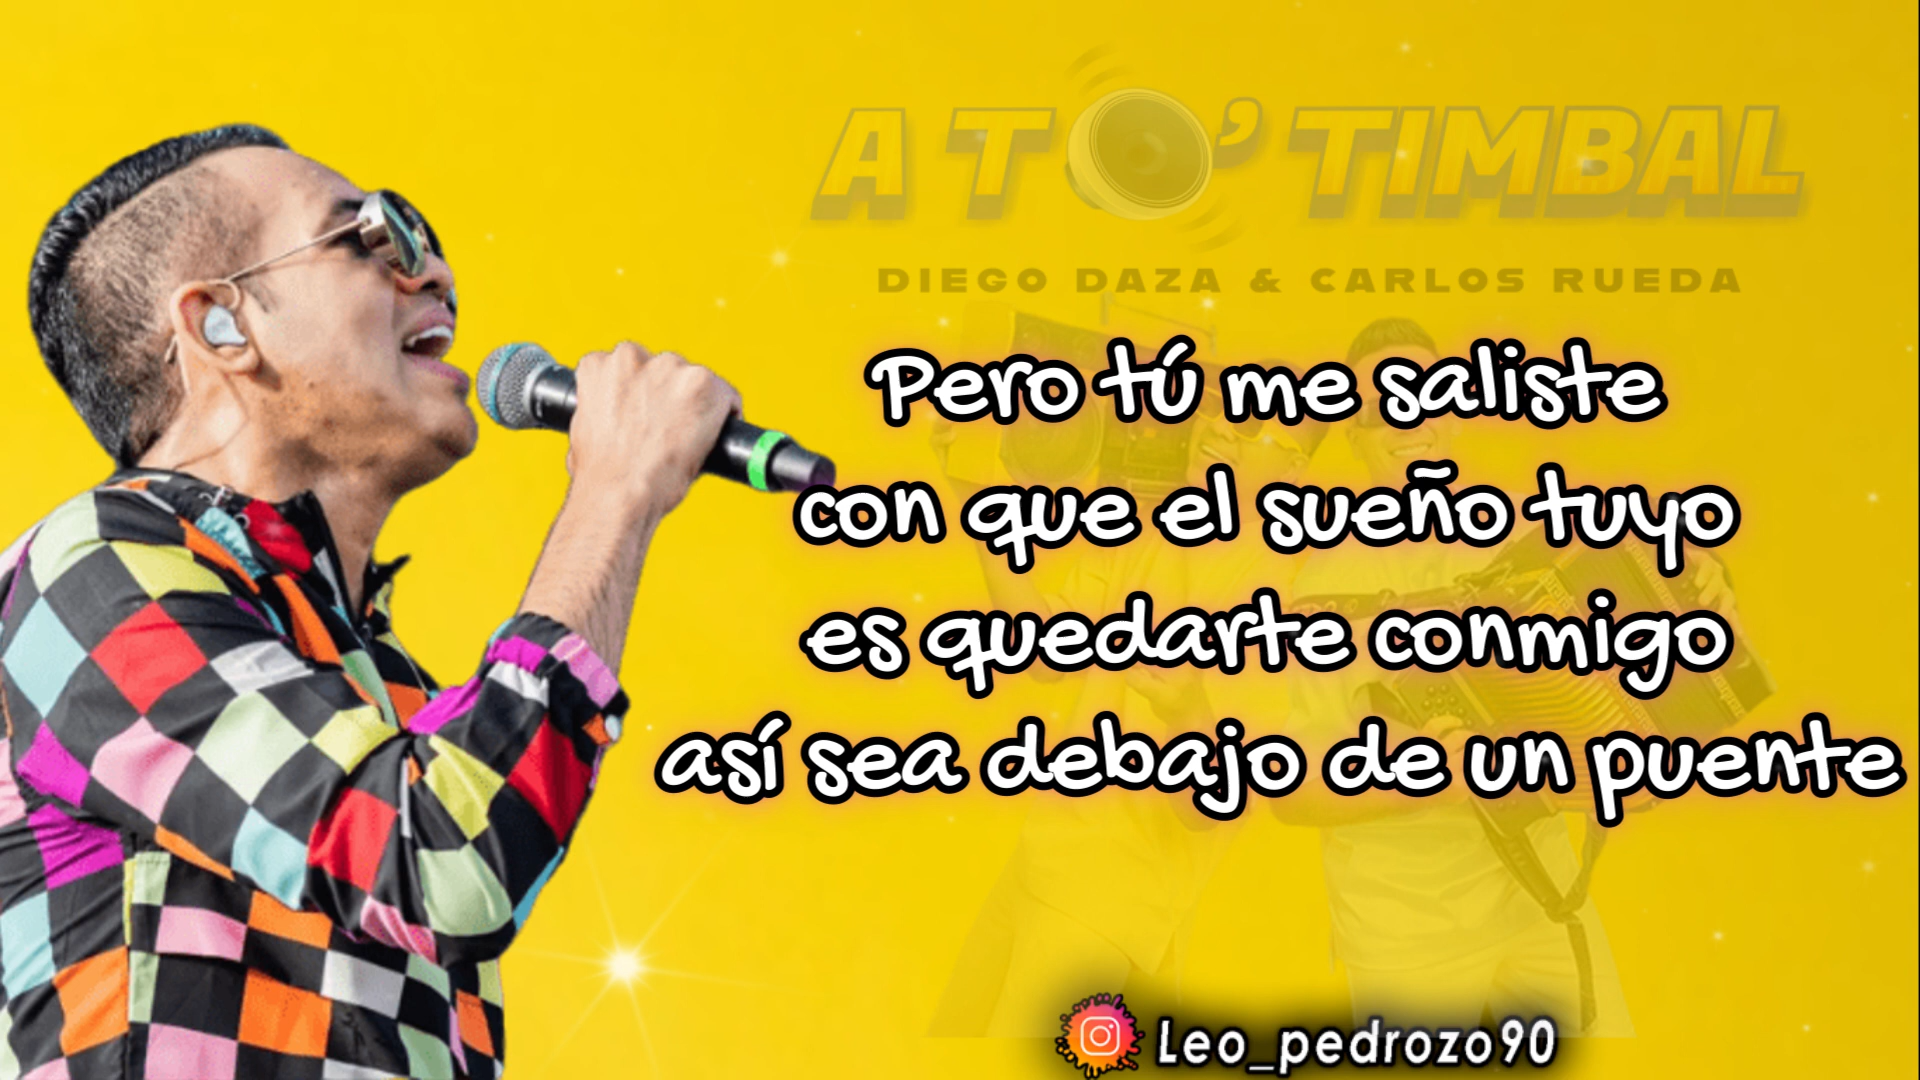 A TO' TIMBAL
DIEGO DAZA & CARLOS RUEDA
Pero tú me saliste
con que el sueño tuyo
es quedarte conmigo
así sea debajo de un puente
Leo_pedrozo90